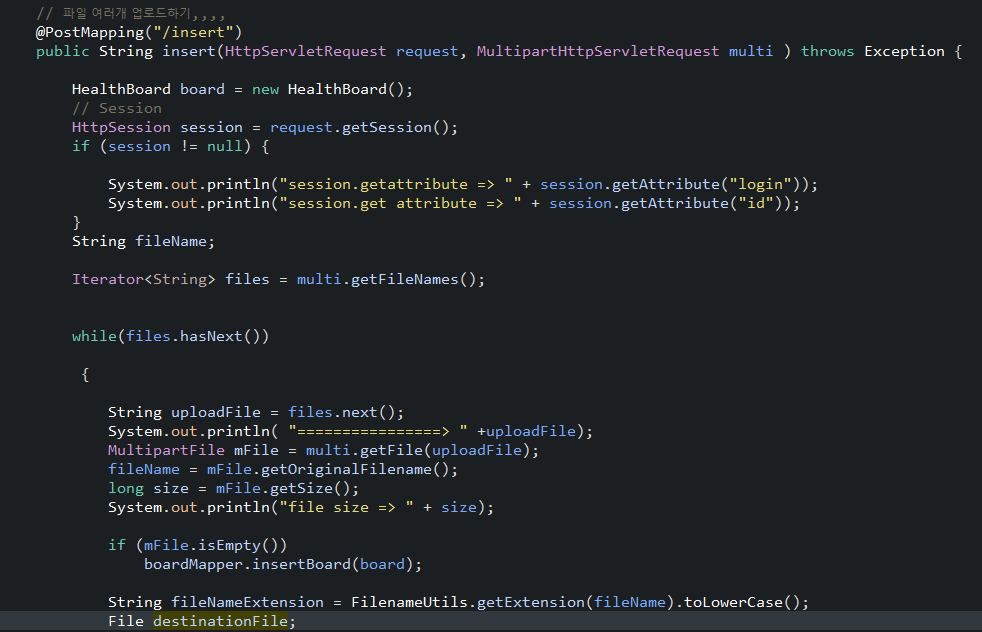 // 파일 여러개 업로드하기,,,,
@PostMapping("/insert")
public String insert(HttpServletRequest request, MultipartHttpServletRequest multi ) throws Exception {
HealthBoard board = new HealthBoard();
// Session
HttpSession session = request.getSession();
if (session != null) {
System.out.println("session.getattribute => " + session.getAttribute("login"));
System.out.println("session.get attribute => " + session.getAttribute("id"));
}
String fileName;
Iterator<String> files = multi.getFileNames();
while(files.hasNext())
{
String uploadFile = files.next();
System.out.println( "================> " +uploadFile);
MultipartFile mFile = multi.getFile(uploadFile);
fileName = mFile.getOriginalFilename();
long size = mFile.getSize();
System.out.println("file size => " + size);
if (mFile.isEmpty())
boardMapper.insertBoard(board);
String fileNameExtension = FilenameUtils.getExtension(fileName).toLowerCase();
File destinationFile;